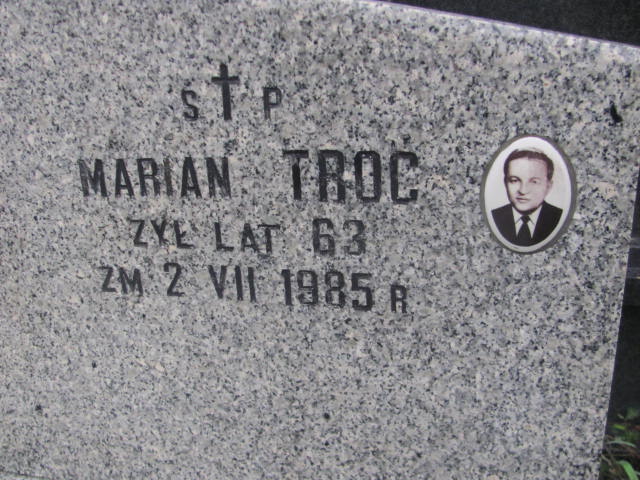 Ś † P
MARIAN TROĆ
ŻYŁ LAT 63
ZM 2 VII 1985 R